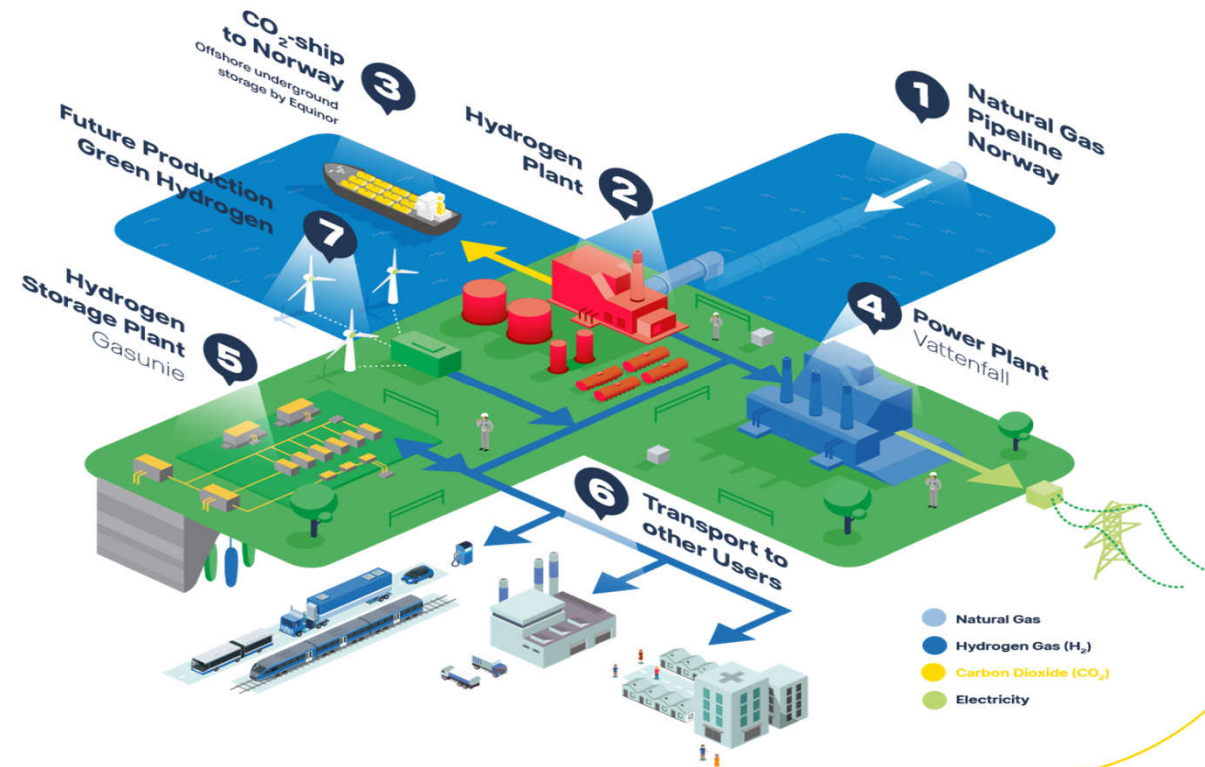 1
Natural Gas
Pipeline
Norway
2
Hydrogen
Plant
3
CO₂-ship
to Norway
Offshore underground
storage by Equinor
4
Power Plant
Vattenfall
5
Hydrogen
Storage Plant
Gasunie
6
Transport to
other Users
7
Future Production
Green Hydrogen
Natural Gas
Hydrogen Gas (H₂)
Carbon Dioxide (CO₂)
Electricity